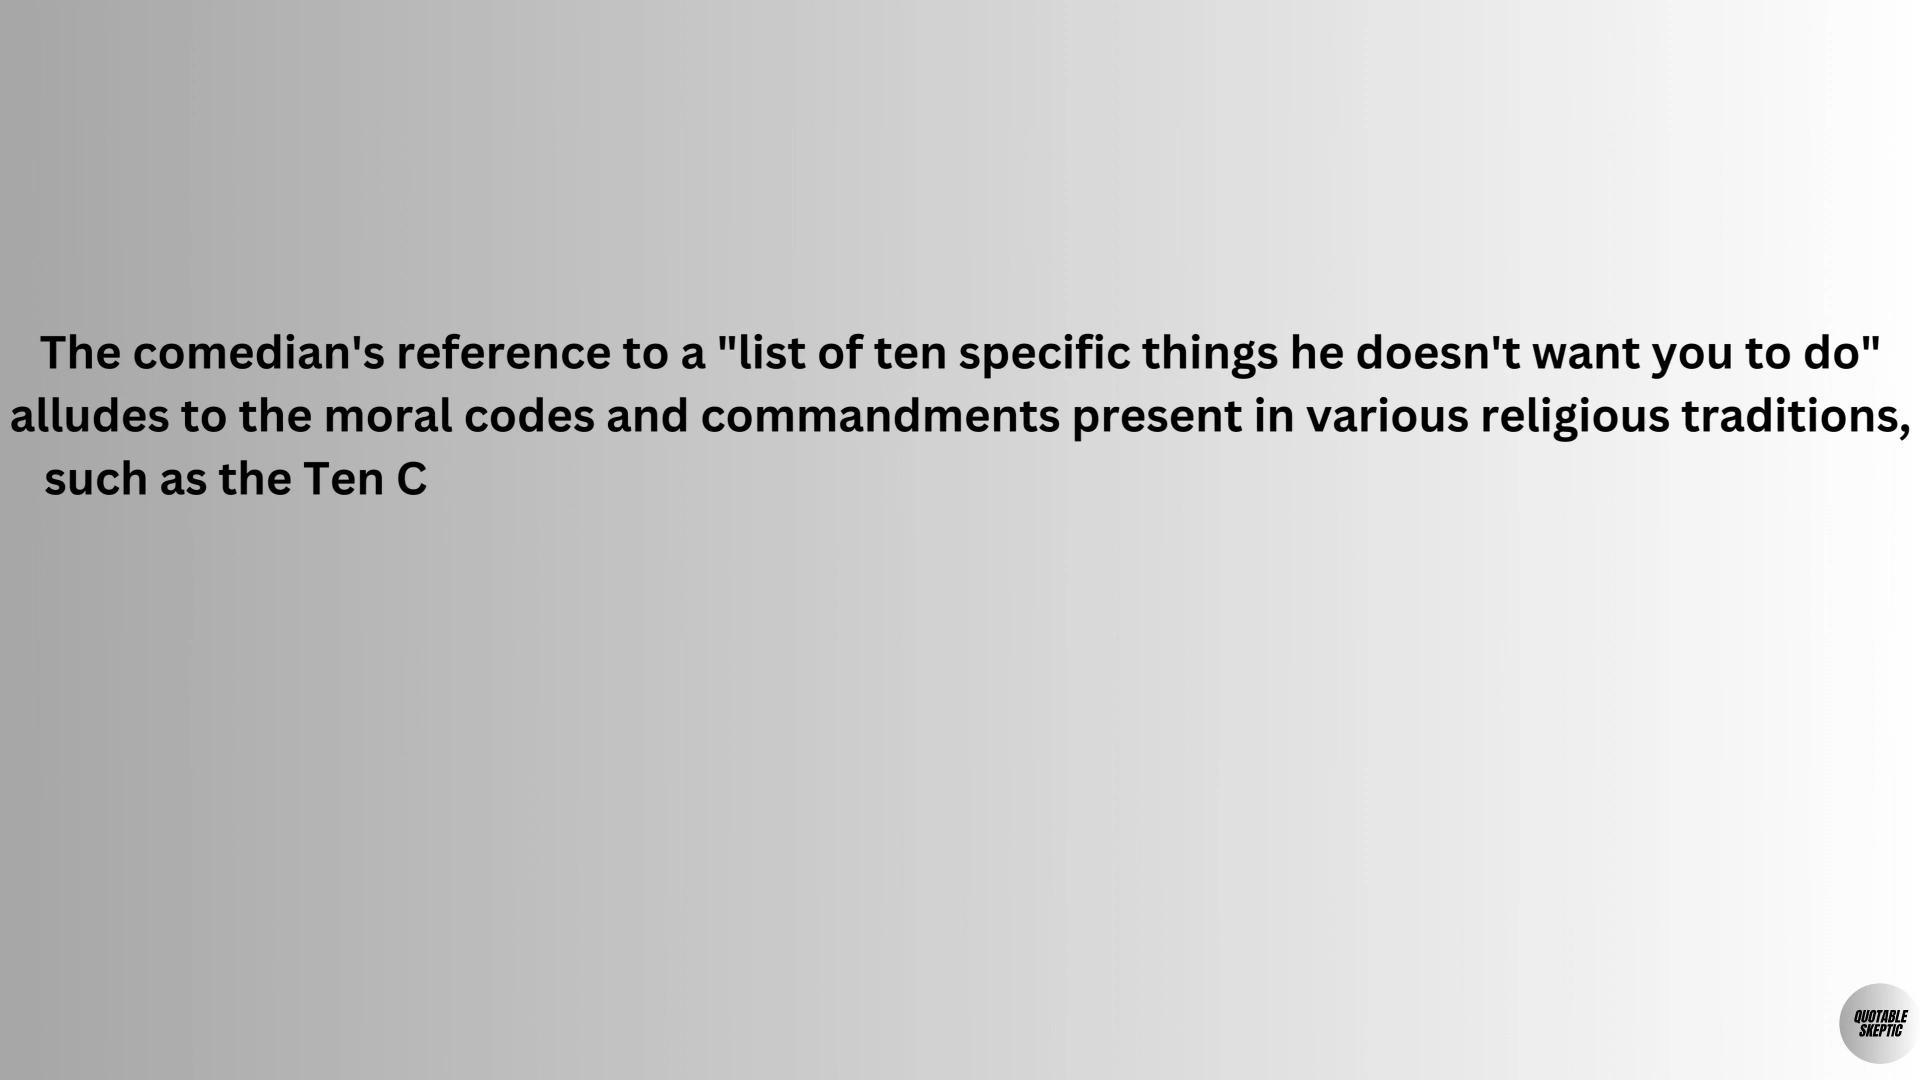 The comedian's reference to a "list of ten specific things he doesn't want you to do"
alludes to the moral codes and commandments present in various religious traditions,
such as the Ten C
QUOTABLE
SKEPTIC